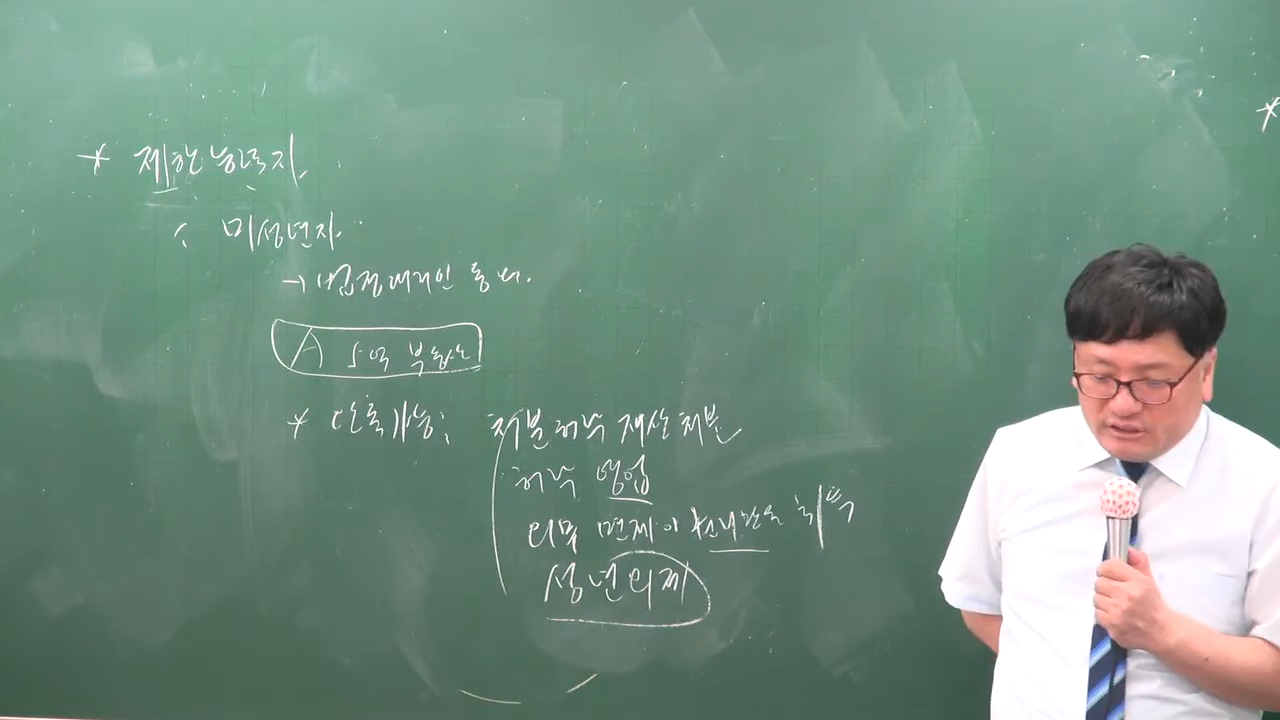 * 제한능력자.
: 미성년자.
→ 법정대리인 동의.
A 5억 부동산
* 단독가능: 처분허락 재산처분
허락 영업
의무 면제 권리만을 취득
성년의제
*